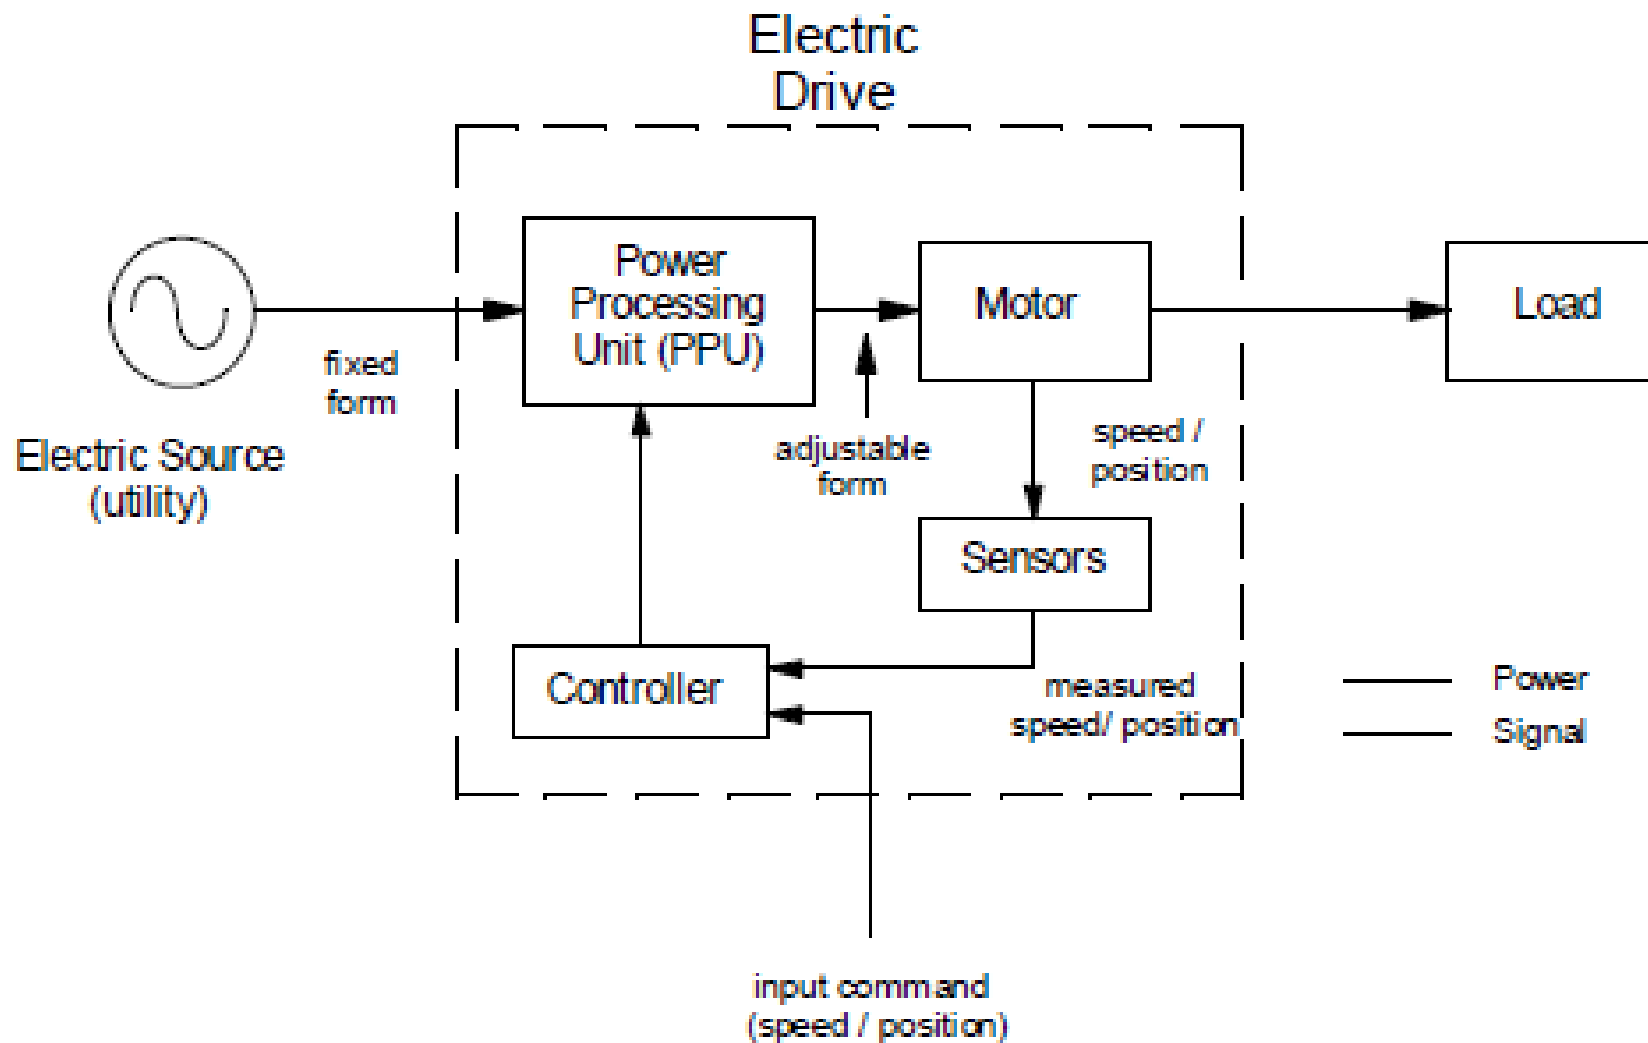 Electric
Drive
Power
Processing
Unit (PPU)
Motor
Load
fixed
form
adjustable
form
speed /
position
Electric Source
(utility)
Sensors
Controller
measured
speed/ position
Power
Signal
input command
(speed / position)